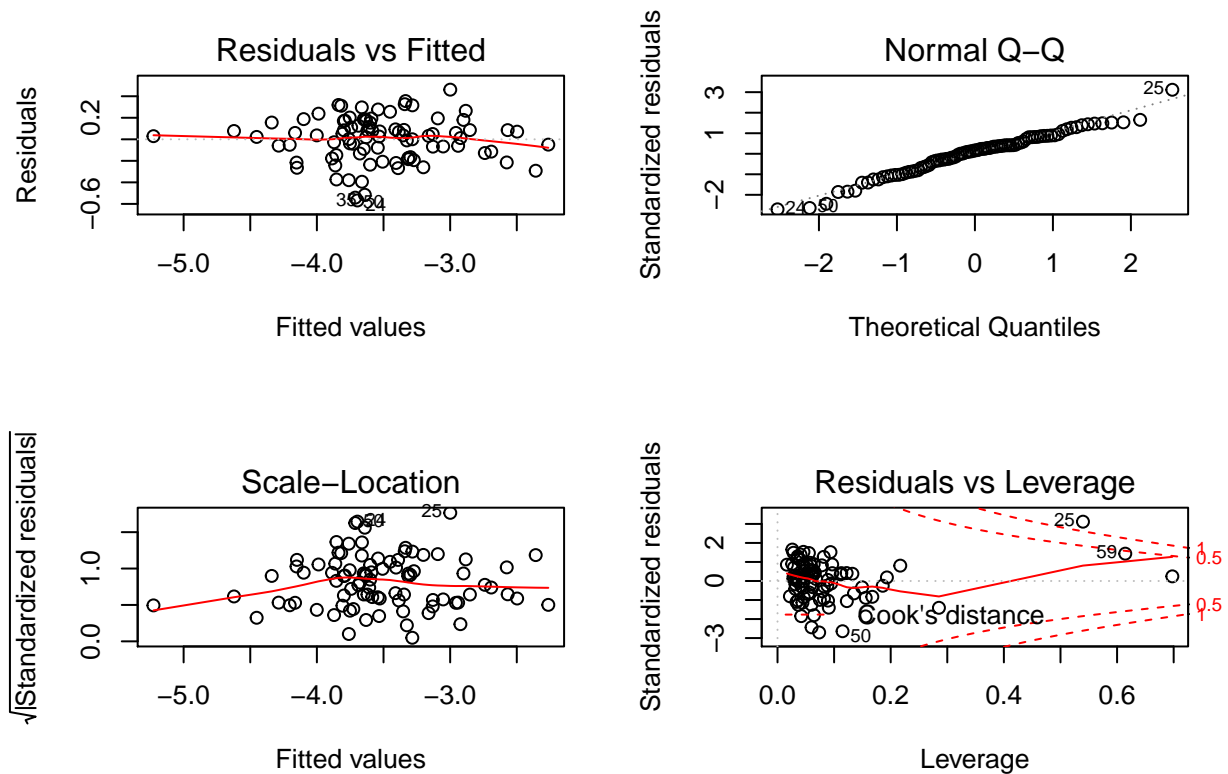 Residuals vs Fitted
Residuals
0.2
−0.6
−5.0 −4.0 −3.0
Fitted values
35
50
24
Normal Q−Q
Standardized residuals
3
1
−2
−2 −1 0 1 2
Theoretical Quantiles
25
24
50
Scale−Location
√|Standardized residuals|
1.0
0.0
−5.0 −4.0 −3.0
Fitted values
24
25
Residuals vs Leverage
Standardized residuals
2
0
−3
0.0 0.2 0.4 0.6
Leverage
Cook's distance
25
59
50
1
0.5
0.5
1